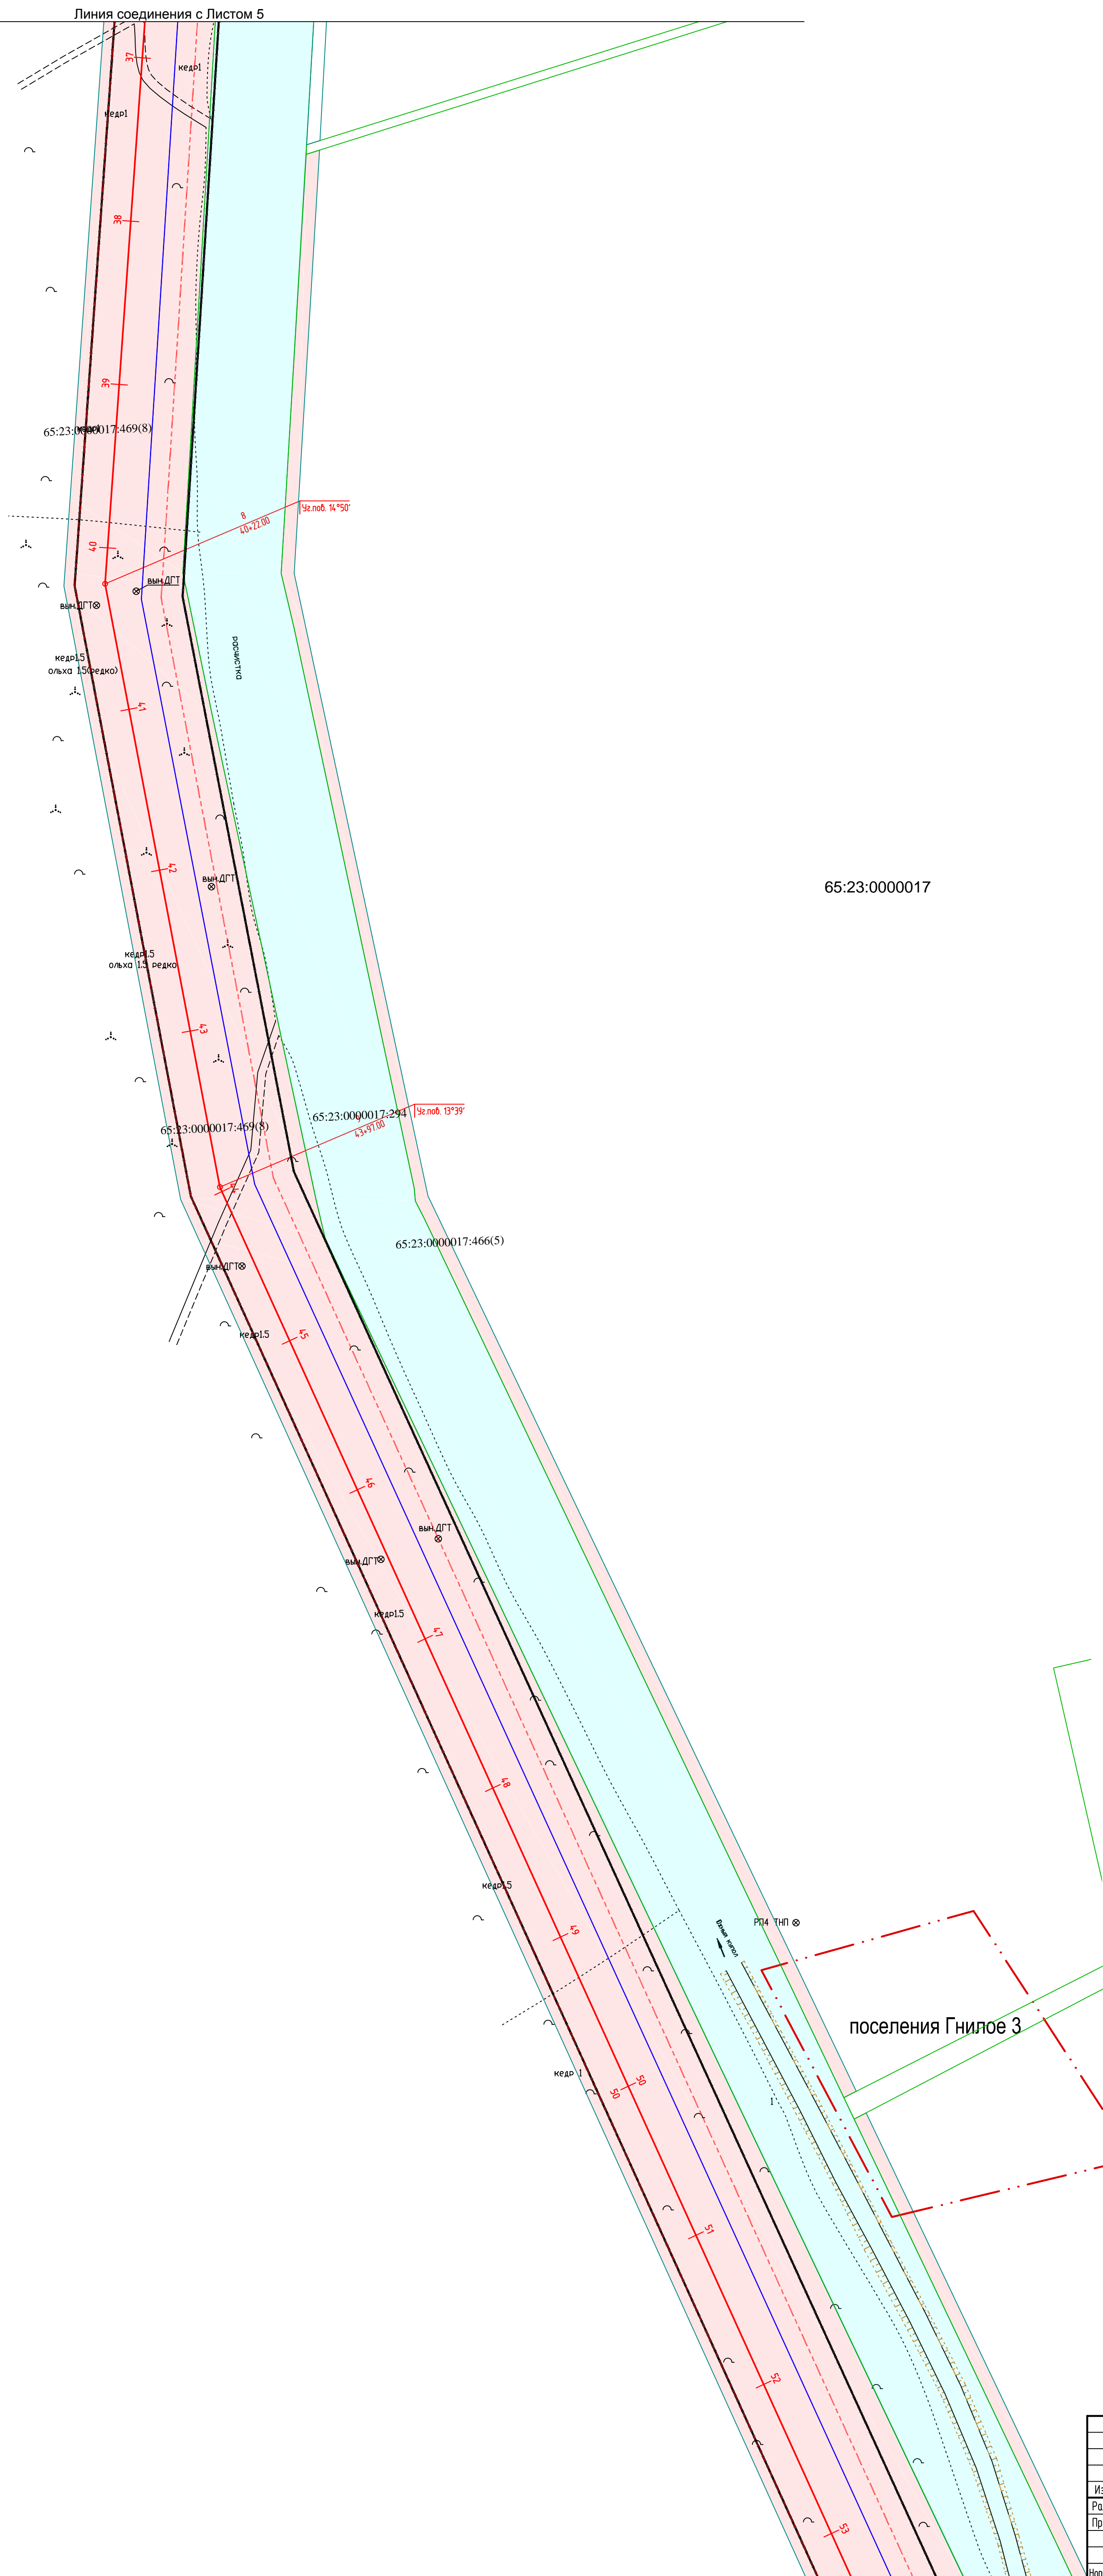 Линия соединения с Листом 5
37
кедр1
кедр1
38
39
65:23:0000017:469(8)
8
40+22.00
Уг.пов. 14°50'
40
вын.ДГТ
вын.ДГТ
расчистка
кедр1.5
ольха 1.5(редко)
41
42
вын.ДГТ
65:23:0000017
кедр1.5
ольха 1.5 редко
43
65:23:0000017:294
43+97.00
Уг.пов. 13°39'
65:23:0000017:469(8)
65:23:0000017:466(5)
вын.ДГТ
кедр1.5
45
46
вын.ДГТ
вын.ДГТ
кедр1.5
47
48
кедр1.5
49
РП4 ТНП
Южный купол
поселения Гнилое 3
кедр 1
50
50
1
51
52
53